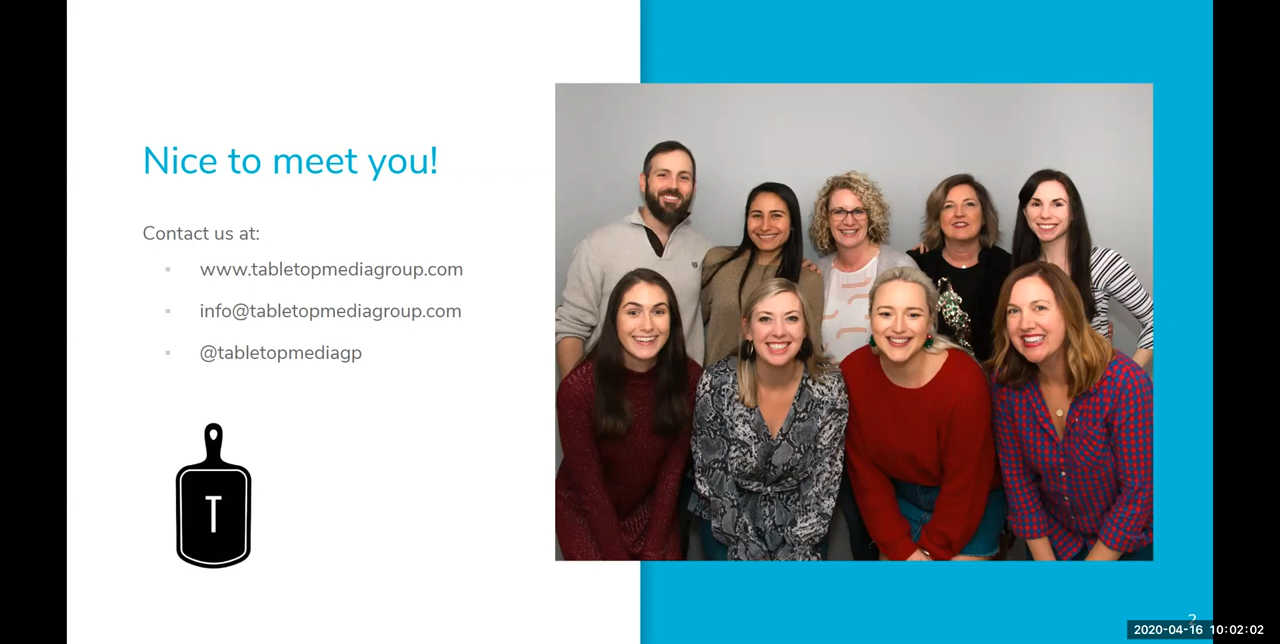 Nice to meet you!
Contact us at:
www.tabletopmediagroup.com
info@tabletopmediagroup.com
@tabletopmediagp
T
2020-04-16 10:02:02